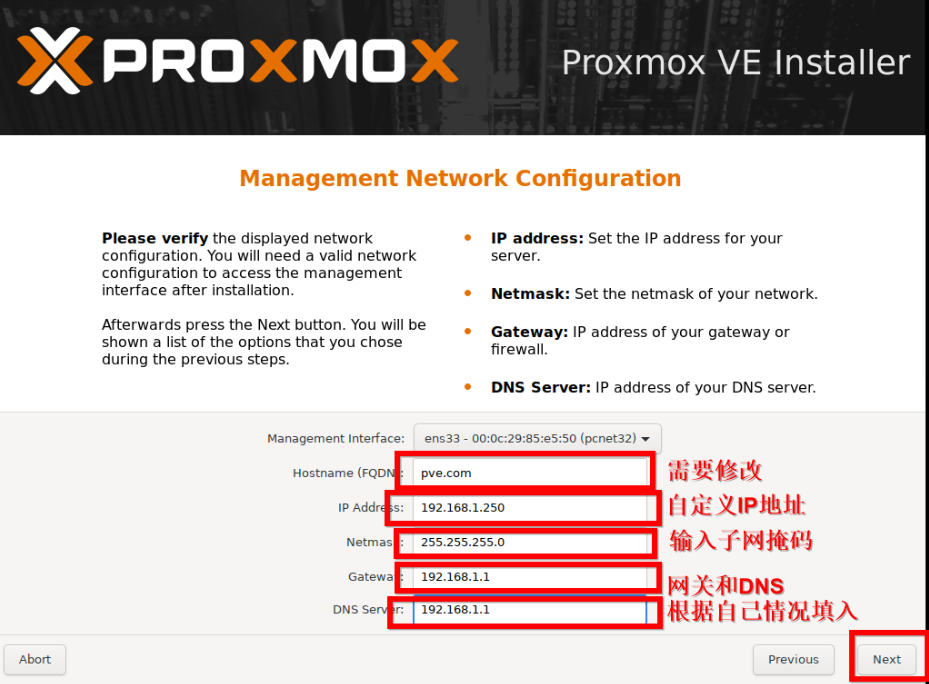 PROXMOX
Proxmox VE Installer
Management Network Configuration
Please verify the displayed network
configuration. You will need a valid network
configuration to access the management
interface after installation.
Afterwards press the Next button. You will be
shown a list of the options that you chose
during the previous steps.
• IP address: Set the IP address for your
server.
• Netmask: Set the netmask of your network.
• Gateway: IP address of your gateway or
firewall.
• DNS Server: IP address of your DNS server.
Management Interface: ens33 - 00:0c:29:85:e5:50 (pcnet32)
Hostname (FQDN): pve.com 需要修改
IP Address: 192.168.1.250 自定义IP地址
Netmask: 255.255.255.0 输入子网掩码
Gateway: 192.168.1.1 网关和DNS
DNS Server: 192.168.1.1 根据自己情况填入
Abort Previous Next